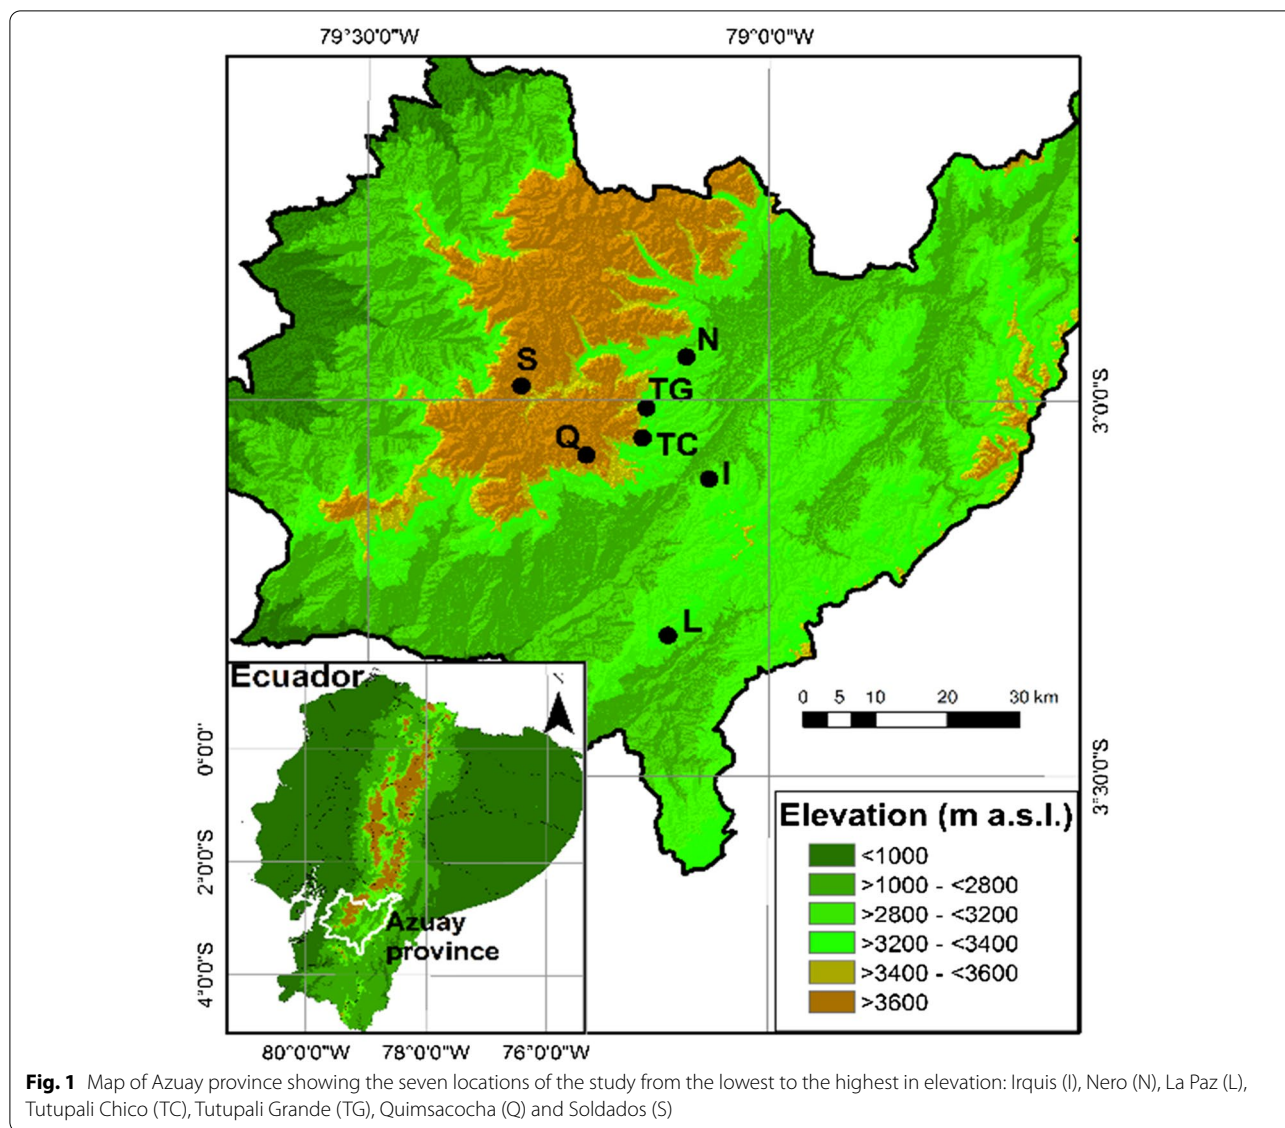 79°30'0"W 79°0'0"W
N
S
TG
3°0'0"S
Q
TC
I
L
Ecuador
N
0 5 10 20 30 km
0°0'0"
3°30'0"S
Elevation (m a.s.l.)
<1000
>1000 - <2800
2°0'0"S
>2800 - <3200
Azuay
province
>3200 - <3400
4°0'0"S
>3400 - <3600
>3600
80°0'0"W 78°0'0"W 76°0'0"W
Fig. 1 Map of Azuay province showing the seven locations of the study from the lowest to the highest in elevation: Irquis (I), Nero (N), La Paz (L),
Tutupali Chico (TC), Tutupali Grande (TG), Quimsacocha (Q) and Soldados (S)